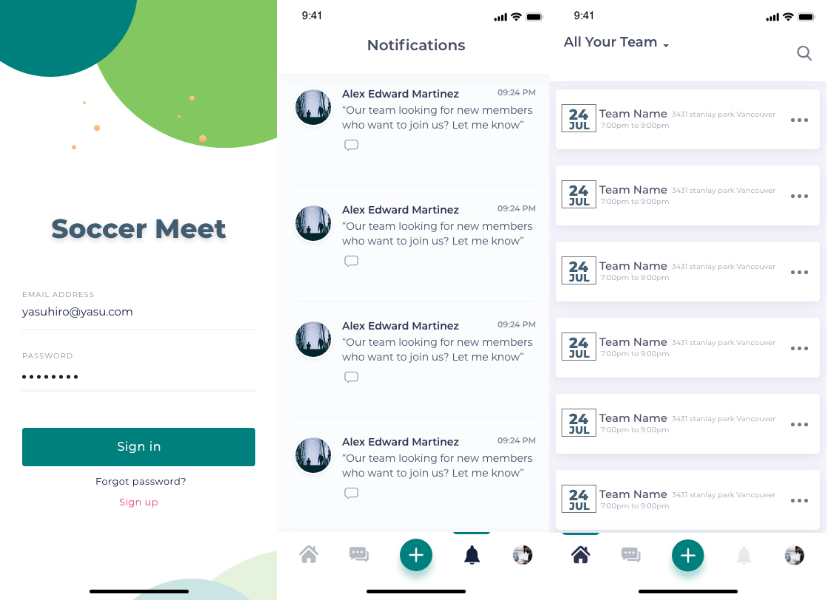 Soccer Meet
EMAIL ADDRESS
yasuhiro@yasu.com
PASSWORD
Sign in
Forgot password?
Sign up
9:41
Notifications
Alex Edward Martinez 09:24 PM
“Our team looking for new members
who want to join us? Let me know”
Alex Edward Martinez 09:24 PM
“Our team looking for new members
who want to join us? Let me know”
Alex Edward Martinez 09:24 PM
“Our team looking for new members
who want to join us? Let me know”
Alex Edward Martinez 09:24 PM
“Our team looking for new members
who want to join us? Let me know”
9:41
All Your Team
24 Team Name 3431 stanlay park Vancouver
JUL 7:00pm to 9:00pm
24 Team Name 3431 stanlay park Vancouver
JUL 7:00pm to 9:00pm
24 Team Name 3431 stanlay park Vancouver
JUL 7:00pm to 9:00pm
24 Team Name 3431 stanlay park Vancouver
JUL 7:00pm to 9:00pm
24 Team Name 3431 stanlay park Vancouver
JUL 7:00pm to 9:00pm
24 Team Name 3431 stanlay park Vancouver
JUL 7:00pm to 9:00pm